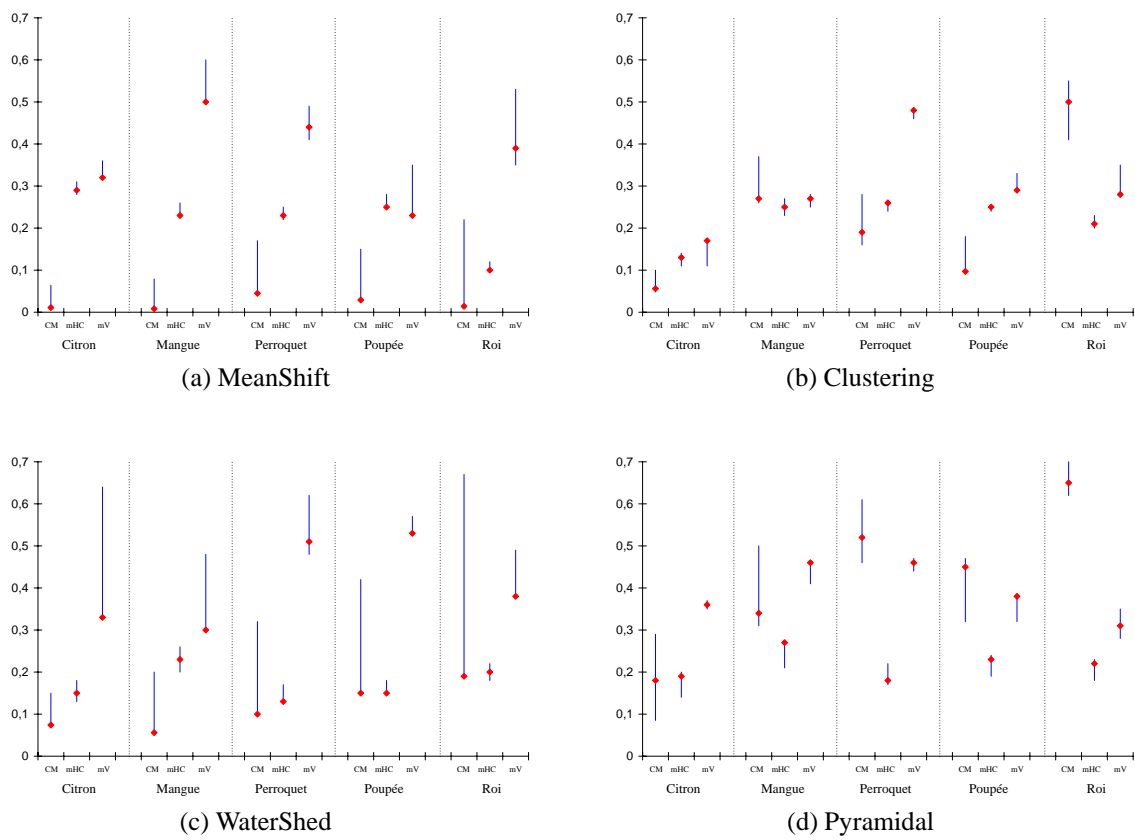 0,7
0,6
0,5
0,4
0,3
0,2
0,1
0
CM mHC mV CM mHC mV CM mHC mV CM mHC mV CM mHC mV
Citron Mangue Perroquet Poupée Roi
(a) MeanShift
0,7
0,6
0,5
0,4
0,3
0,2
0,1
0
CM mHC mV CM mHC mV CM mHC mV CM mHC mV CM mHC mV
Citron Mangue Perroquet Poupée Roi
(b) Clustering
0,7
0,6
0,5
0,4
0,3
0,2
0,1
0
CM mHC mV CM mHC mV CM mHC mV CM mHC mV CM mHC mV
Citron Mangue Perroquet Poupée Roi
(c) WaterShed
0,7
0,6
0,5
0,4
0,3
0,2
0,1
0
CM mHC mV CM mHC mV CM mHC mV CM mHC mV CM mHC mV
Citron Mangue Perroquet Poupée Roi
(d) Pyramidal